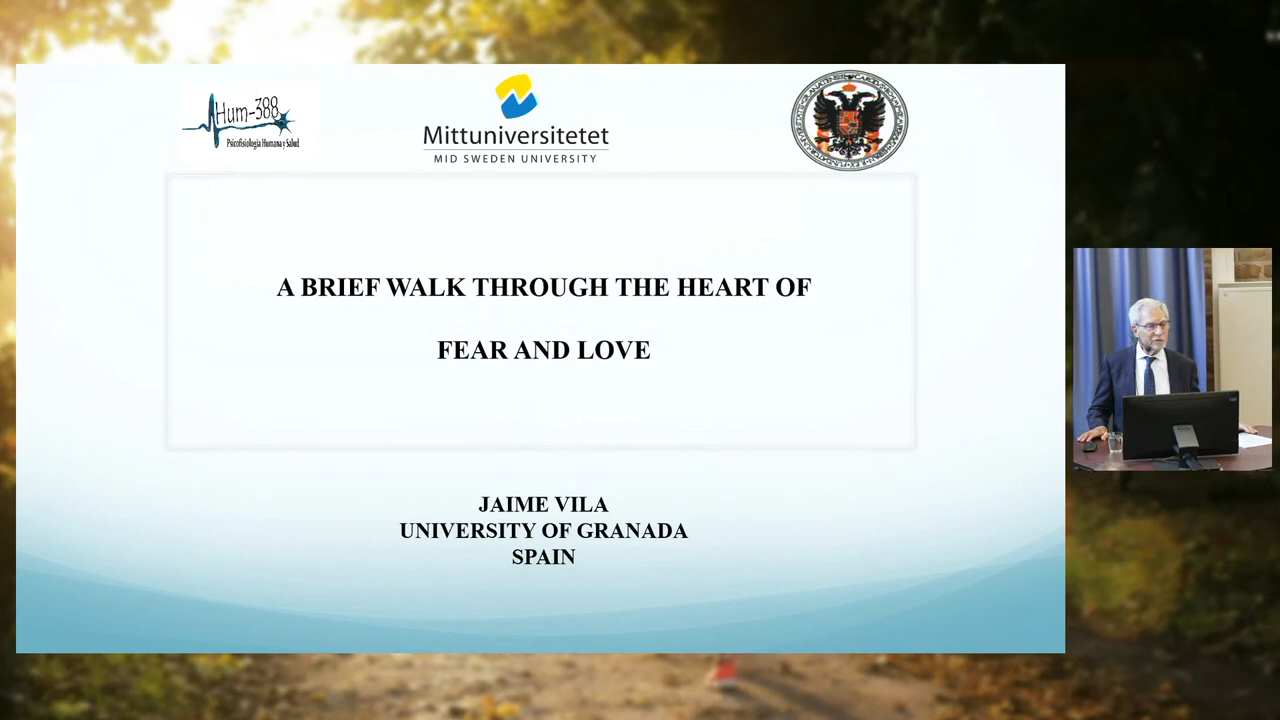 Hum-388
Psicofisiología Humana y Salud
Mittuniversitetet
MID SWEDEN UNIVERSITY
A BRIEF WALK THROUGH THE HEART OF
FEAR AND LOVE
JAIME VILA
UNIVERSITY OF GRANADA
SPAIN